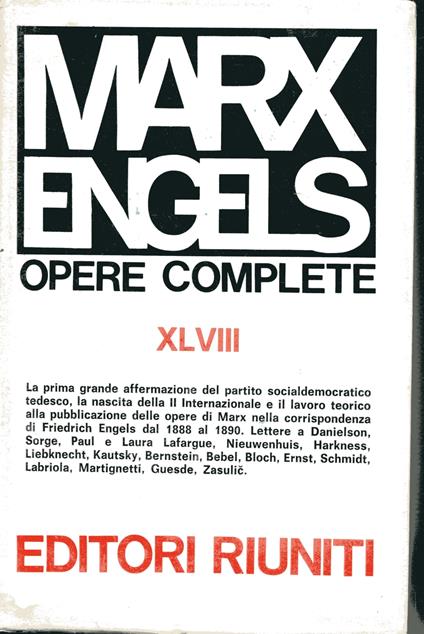 MARX
ENGELS
OPERE COMPLETE
XLVIII
La prima grande affermazione del partito socialdemocratico
tedesco, la nascita della II Internazionale e il lavoro teorico
alla pubblicazione delle opere di Marx nella corrispondenza
di Friedrich Engels dal 1888 al 1890. Lettere a Danielson,
Sorge, Paul e Laura Lafargue, Nieuwenhuis, Harkness,
Liebknecht, Kautsky, Bernstein, Bebel, Bloch, Ernst, Schmidt,
Labriola, Martignetti, Guesde, Zasulič.
EDITORI RIUNITI